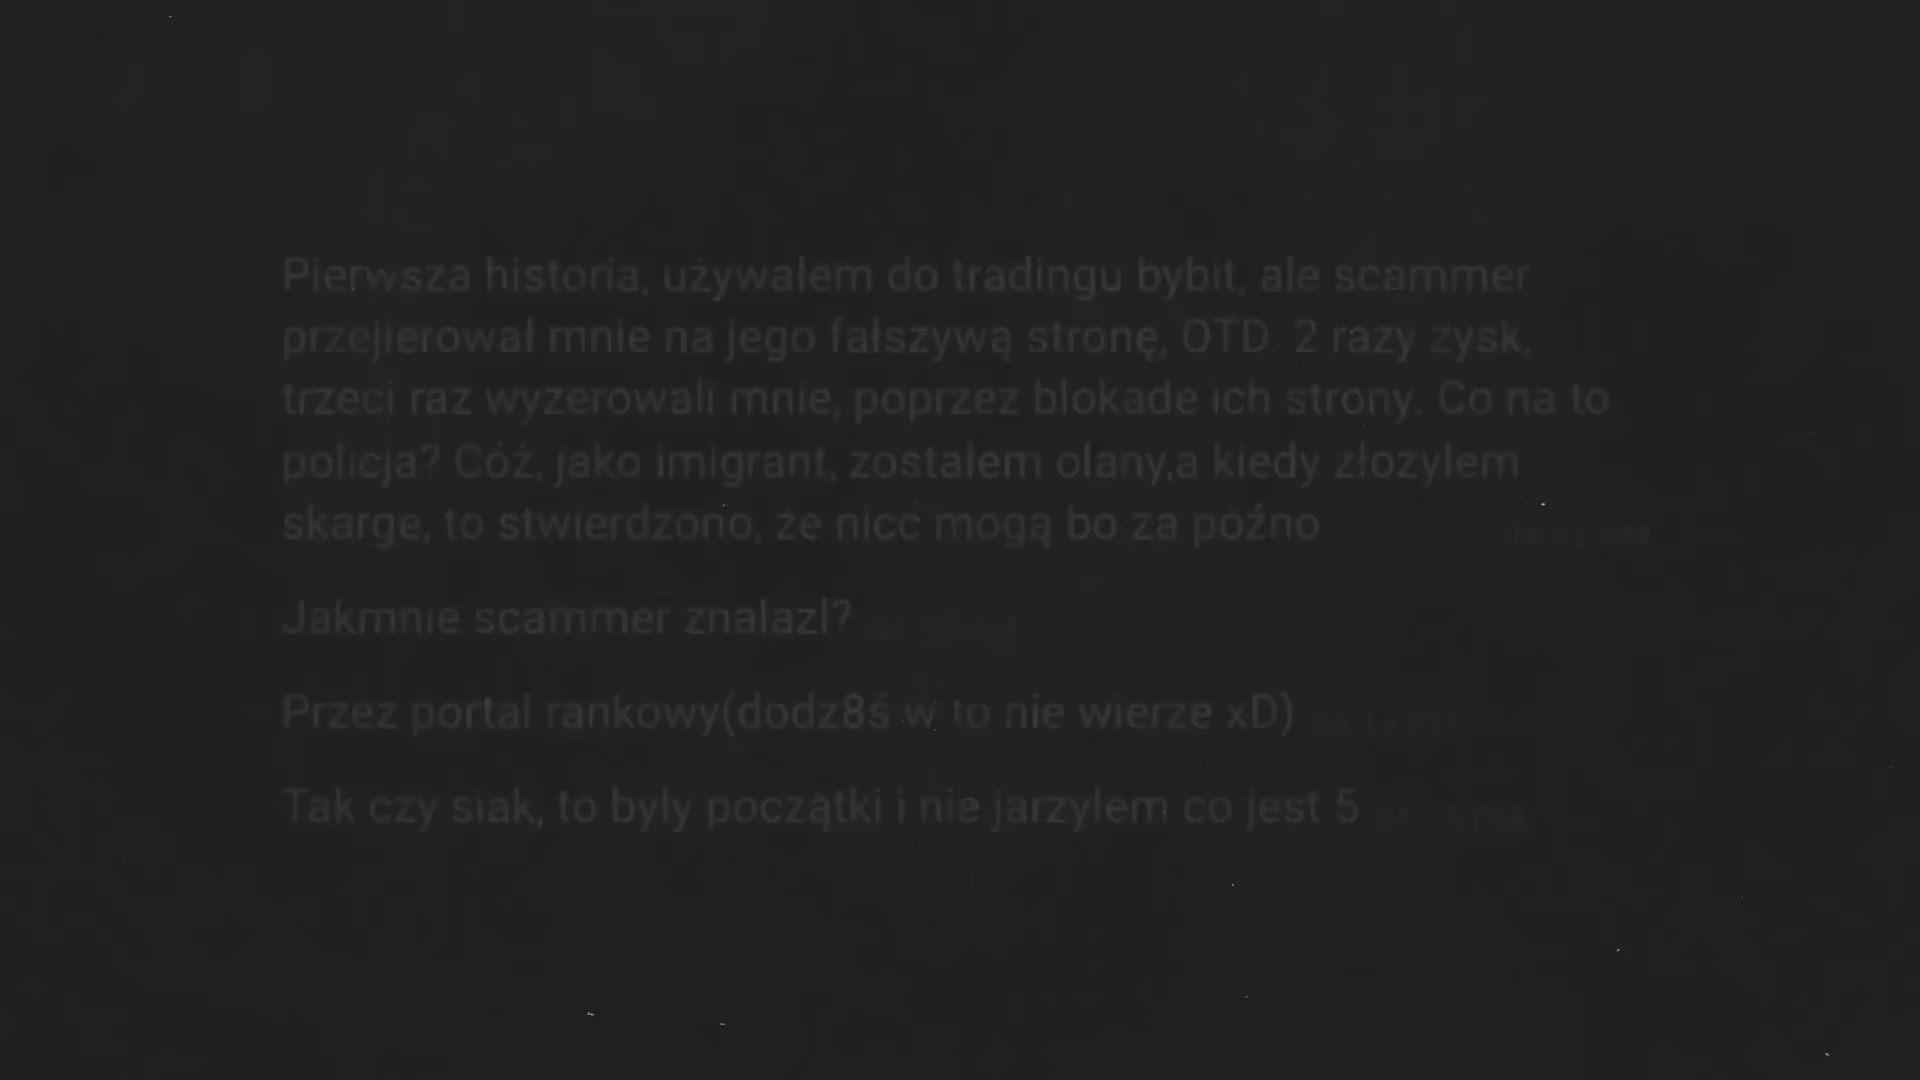 Pierwsza historia, używałem do tradingu bybit, ale scammer
przejierował mnie na jego fałszywą stronę, OTD. 2 razy zysk,
trzeci raz wyzerowali mnie, poprzez blokade ich strony. Co na to
policja? Cóż, jako imigrant, zostałem olany,a kiedy złozylem
skarge, to stwierdzono, że nicc mogą bo za późno
Jakmnie scammer znalazl?
Przez portal rankowy(dodz8ś w to nie wierze xD)
Tak czy siak, to byly początki i nie jarzylem co jest 5